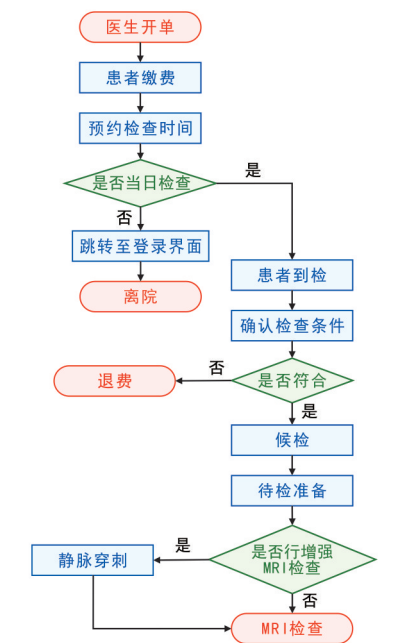 医生开单
患者缴费
预约检查时间
是否当日检查
是
否
跳转至登录界面
离院
患者到检
确认检查条件
是否符合
否
退费
是
候检
待检准备
是否行增强
MRI检查
是
静脉穿刺
否
MRI检查